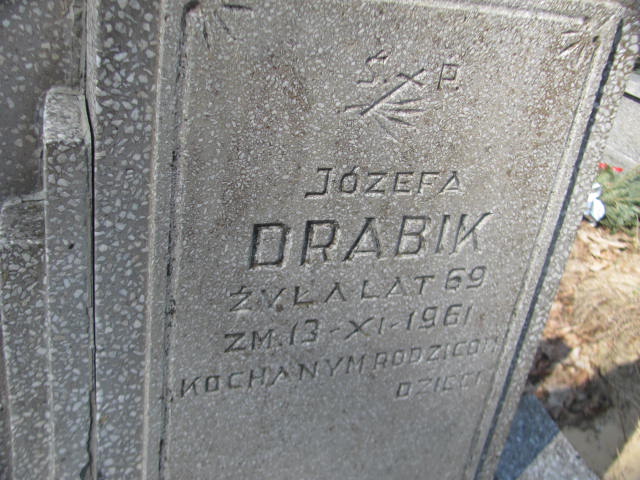 Ś. P.
JÓZEFA
DRABIK
ŻYŁA LAT 69
ZM. 13-XI-1961
KOCHANYM RODZICOM
DZIECI